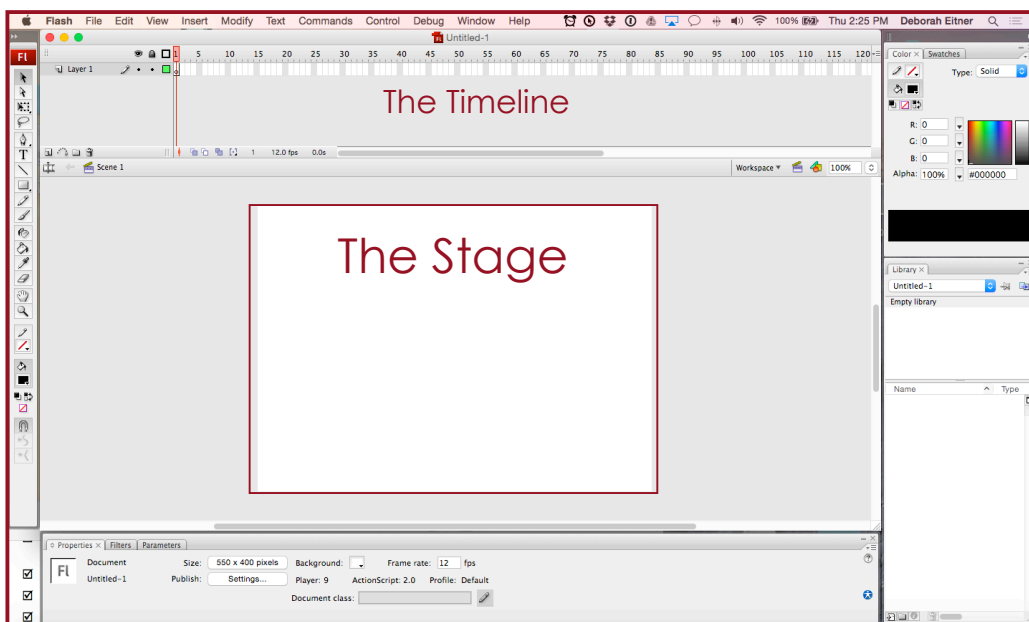 Flash File Edit View Insert Modify Text Commands Control Debug Window Help 100% Thu 2:25 PM Deborah Eitner
Untitled-1
Fl
1 5 10 15 20 25 30 35 40 45 50 55 60 65 70 75 80 85 90 95 100 105 110 115 120
Layer 1
The Timeline
1 12.0 fps 0.0s
Scene 1 Workspace 100%
The Stage
Color Swatches
Type: Solid
R: 0
G: 0
B: 0
Alpha: 100% #000000
Library
Untitled-1
Empty library
Name Type
Properties Filters Parameters
Fl
Document Size: 550 x 400 pixels Background: Frame rate: 12 fps
Untitled-1 Publish: Settings... Player: 9 ActionScript: 2.0 Profile: Default
Document class: